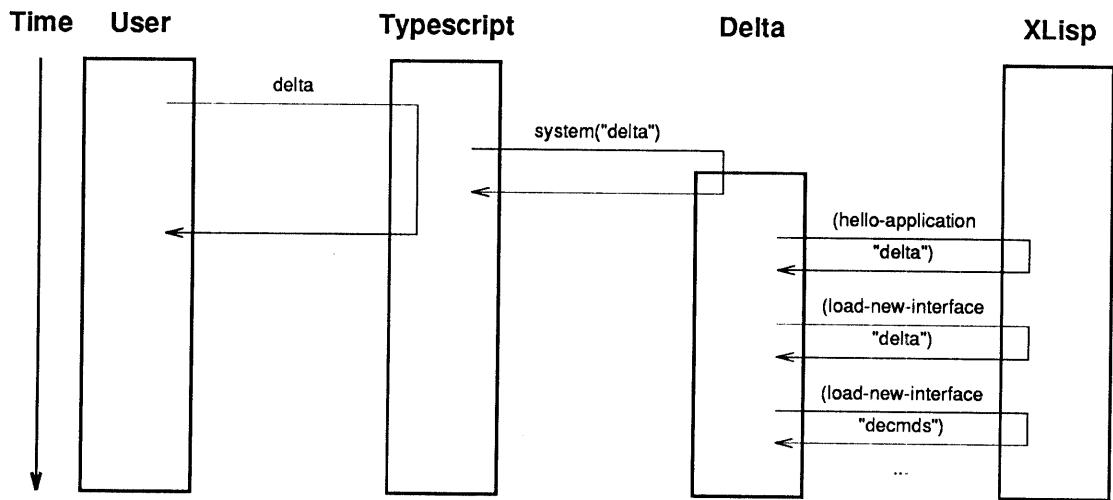 Time User Typescript Delta XLisp
delta
system("delta")
(hello-application
"delta")
(load-new-interface
"delta")
(load-new-interface
"decmds")
...